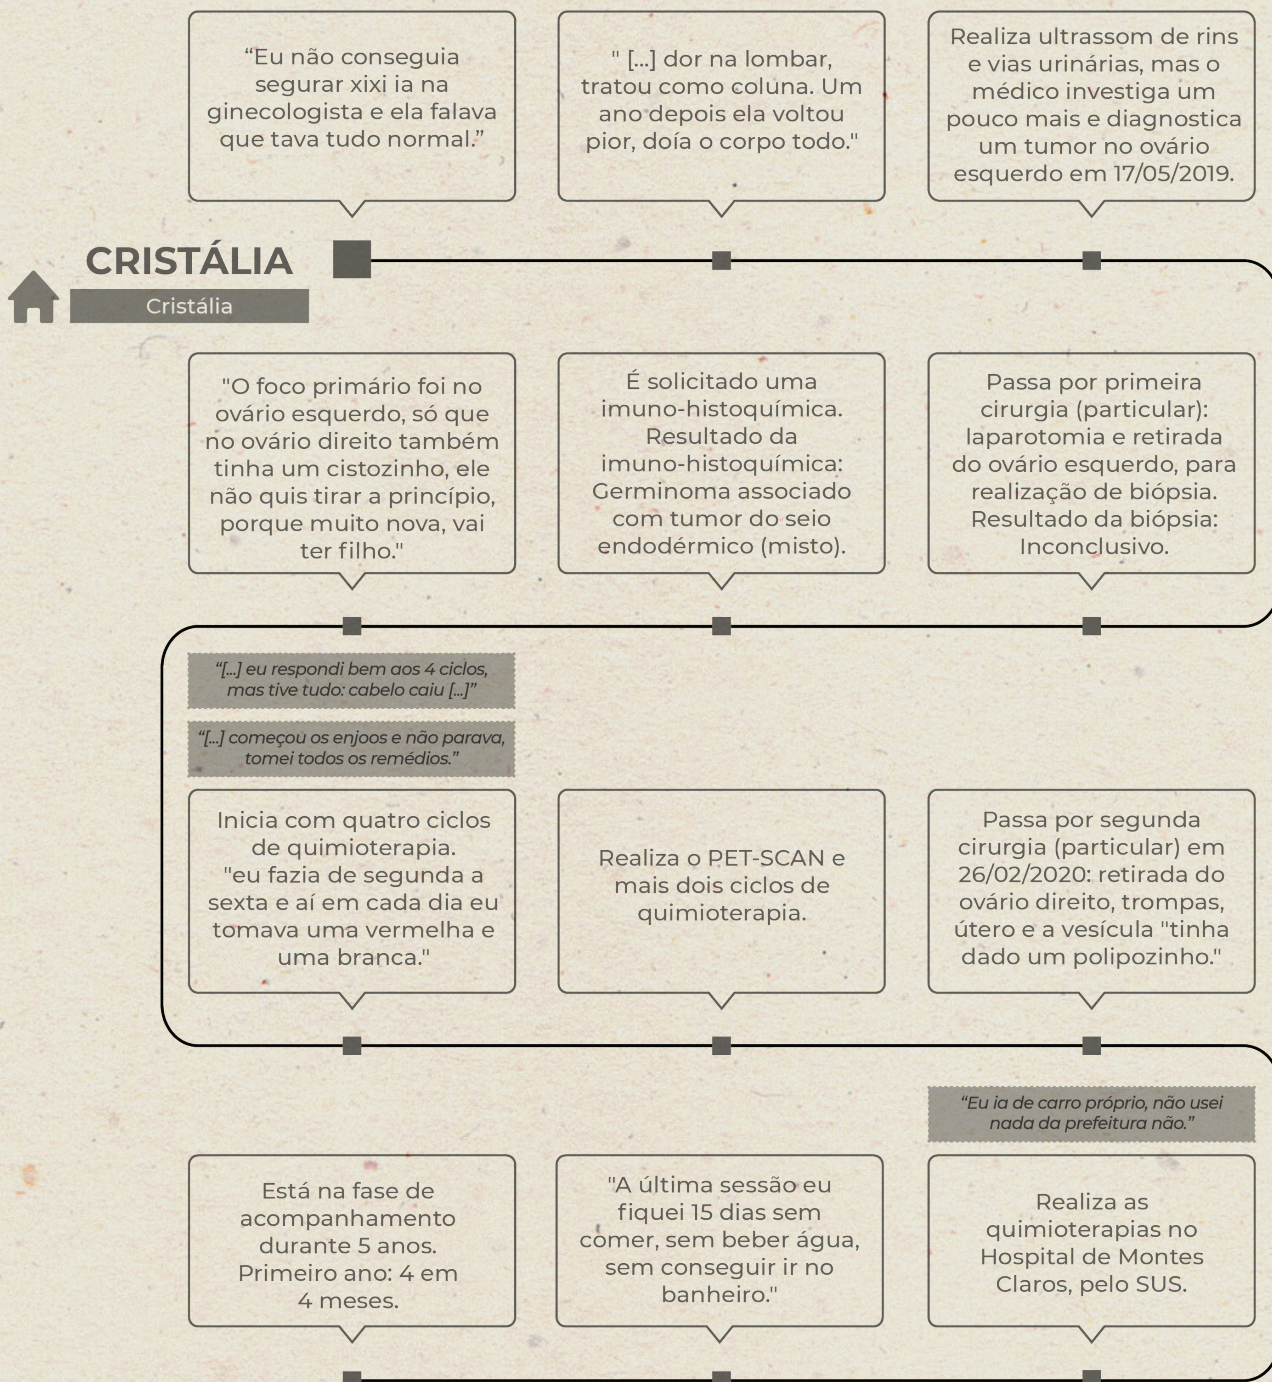 CRISTÁLIA
Cristália
“Eu não conseguia
segurar xixi ia na
ginecologista e ela falava
que tava tudo normal.”
" [...] dor na lombar,
tratou como coluna. Um
ano depois ela voltou
pior, doía o corpo todo."
Realiza ultrassom de rins
e vias urinárias, mas o
médico investiga um
pouco mais e diagnostica
um tumor no ovário
esquerdo em 17/05/2019.
Passa por primeira
cirurgia (particular):
laparotomia e retirada
do ovário esquerdo, para
realização de biópsia.
Resultado da biópsia:
Inconclusivo.
É solicitado uma
imuno-histoquímica.
Resultado da
imuno-histoquímica:
Germinoma associado
com tumor do seio
endodérmico (misto).
"O foco primário foi no
ovário esquerdo, só que
no ovário direito também
tinha um cistozinho, ele
não quis tirar a princípio,
porque muito nova, vai
ter filho."
“[...] eu respondi bem aos 4 ciclos,
mas tive tudo: cabelo caiu [...]”
“[...] começou os enjoos e não parava,
tomei todos os remédios.”
Inicia com quatro ciclos
de quimioterapia.
"eu fazia de segunda a
sexta e aí em cada dia eu
tomava uma vermelha e
uma branca."
Realiza o PET-SCAN e
mais dois ciclos de
quimioterapia.
Passa por segunda
cirurgia (particular) em
26/02/2020: retirada do
ovário direito, trompas,
útero e a vesícula "tinha
dado um polipozinho."
“Eu ia de carro próprio, não usei
nada da prefeitura não.”
Realiza as
quimioterapias no
Hospital de Montes
Claros, pelo SUS.
"A última sessão eu
fiquei 15 dias sem
comer, sem beber água,
sem conseguir ir no
banheiro."
Está na fase de
acompanhamento
durante 5 anos.
Primeiro ano: 4 em
4 meses.